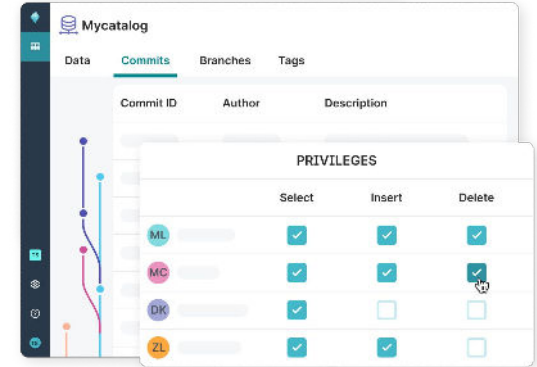 Mycatalog
Data Commits Branches Tags
Commit ID Author Description
PRIVILEGES
Select Insert Delete
ML
MC
DK
ZL